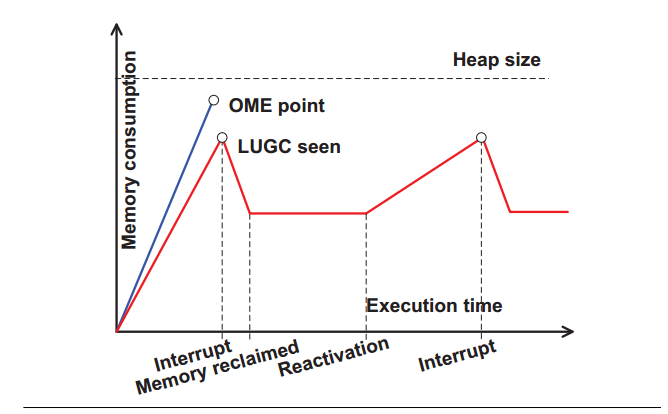 Heap size
Memory consumption
OME point
LUGC seen
Execution time
Interrupt
Memory reclaimed
Reactivation
Interrupt